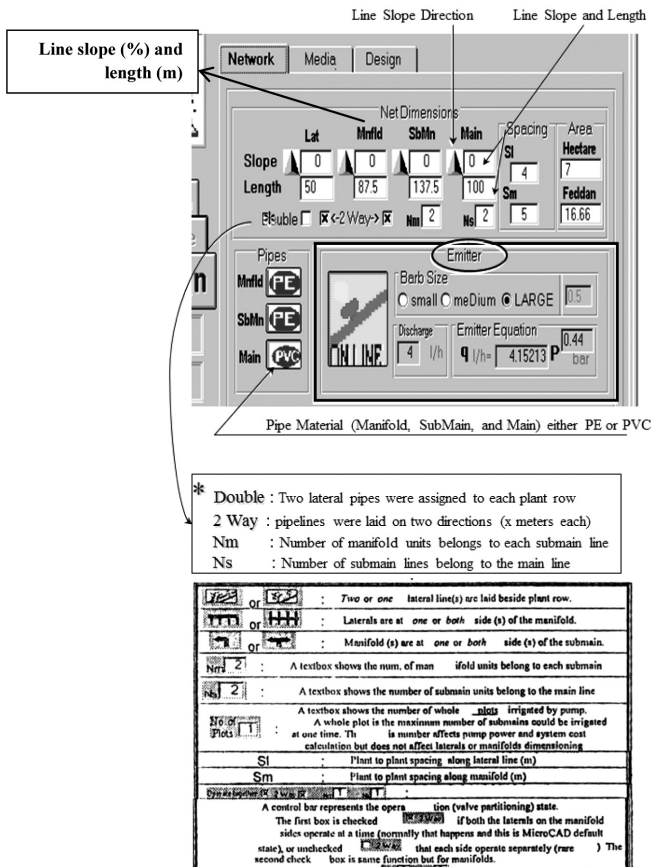 Line Slope Direction
Line Slope and Length
Line slope (%) and
length (m)
Network Media Design
Net Dimensions
Lat Mnfld SbMn Main
Slope 0 0 0 0
Length 50 87.5 137.5 100
Double <-2 Way-> Nm 2 Ns 2
Spacing
Sl
4
Sm
5
Area
Hectare
7
Feddan
16.66
Pipes
Mnfld PE
SbMn PE
Main PVC
Emitter
ON LINE
Barb Size
small meDium LARGE 0.5
Discharge
4 l/h
Emitter Equation
q l/h= 4.15213 P 0.44
bar
Pipe Material (Manifold, SubMain, and Main) either PE or PVC
* Double : Two lateral pipes were assigned to each plant row
2 Way : pipelines were laid on two directions (x meters each)
Nm : Number of manifold units belongs to each submain line
Ns : Number of submain lines belong to the main line
or : Two or one lateral line(s) are laid beside plant row.
or : Laterals are at one or both side (s) of the manifold.
or : Manifold (s) are at one or both side (s) of the submain.
Nm 2 : A textbox shows the num. of man ifold units belong to each submain
Ns 2 : A textbox shows the number of submain units belong to the main line
A textbox shows the number of whole plots irrigated by pump.
No of Plots 1 : A whole plot is the maximum number of submains could be irrigated
at one time. Th is number affects pump power and system cost
calculation but does not affect laterals or manifolds dimensioning
Sl : Plant to plant spacing along lateral line (m)
Sm : Plant to plant spacing along manifold (m)
A control bar represents the opera tion (valve partitioning) state.
The first box is checked if both the laterals on the manifold
sides operate at a time (normally that happens and this is MicroCAD default
state), or unchecked that each side operate separately (rare ) The
second check box is same function but for manifolds.